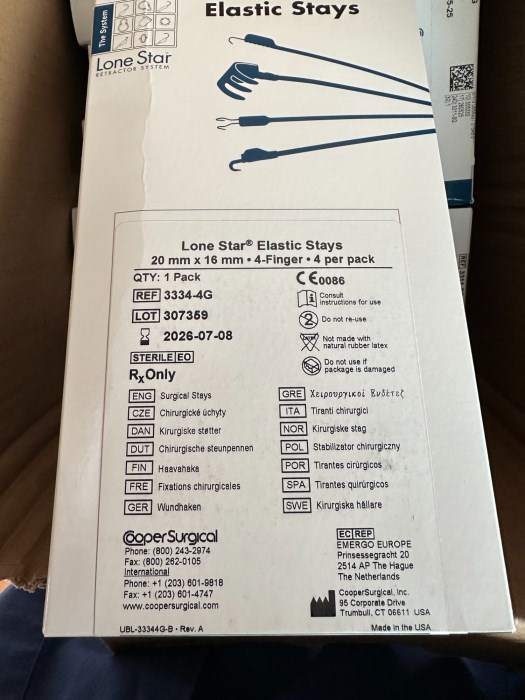 Elastic Stays
The System
Lone Star
RETRACTOR SYSTEM
5-25
Lone Star® Elastic Stays
20 mm x 16 mm • 4-Finger • 4 per pack
QTY: 1 Pack
CE0086
REF 3334-4G
Consult
instructions for use
LOT 307359
2 Do not re-use
2026-07-08
Not made with
natural rubber latex
STERILE EO
Do not use if
package is damaged
Rx Only
ENG Surgical Stays
CZE Chirurgické úchyty
DAN Kirurgiske støtter
DUT Chirurgische steunpennen
FIN Haavahaka
FRE Fixations chirurgicales
GER Wundhaken
GRE Χειρουργικοί
ITA Tiranti chirurgici
NOR Kirurgiske stag
POL Stabilizator chirurgiczny
POR Tirantes cirúrgicos
SPA Tirantes quirúrgicos
SWE Kirurgiska hållare
CooperSurgical
Phone: (800) 243-2974
Fax: (800) 262-0105
International
Phone: +1 (203) 601-9818
Fax: +1 (203) 601-4747
www.coopersurgical.com
EC REP
EMERGO EUROPE
Prinsessegracht 20
2514 AP The Hague
The Netherlands
CooperSurgical, Inc.
95 Corporate Drive
Trumbull, CT 06611 USA
UBL-33344G-B • Rev. A
Made in the USA